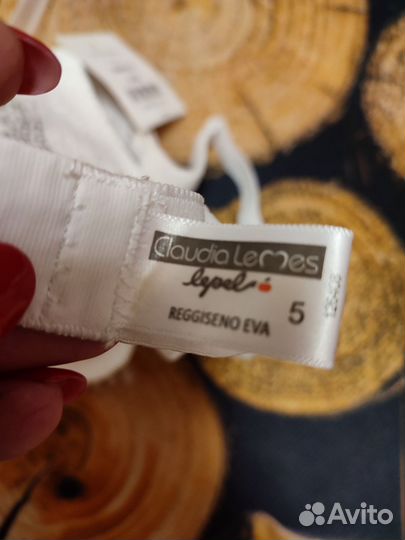 Claudia Lemes
lepel
REGGISENO EVA 5
Avito